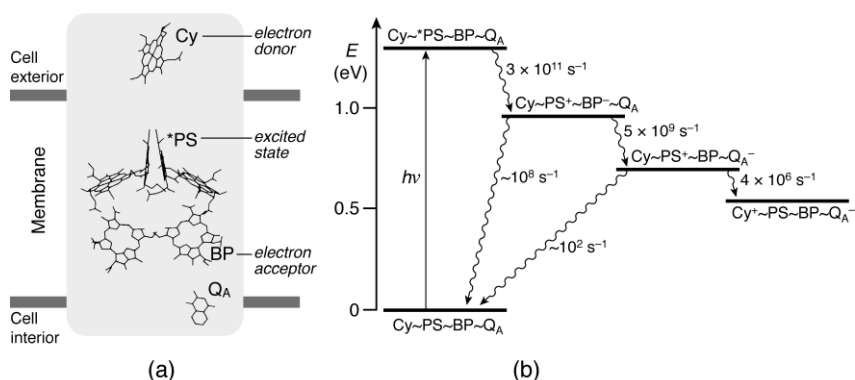 Cy
electron
donor
Cell
exterior
*PS
excited
state
Membrane
BP
electron
acceptor
QA
Cell
interior
(a)
E
(eV)
1.0
0.5
0
Cy~*PS~BP~QA
3 × 10¹¹ s⁻¹
Cy~PS⁺~BP⁻~QA
5 × 10⁹ s⁻¹
Cy~PS⁺~BP~QA⁻
4 × 10⁶ s⁻¹
Cy⁺~PS~BP~QA⁻
hν
~10⁸ s⁻¹
~10² s⁻¹
Cy~PS~BP~QA
(b)